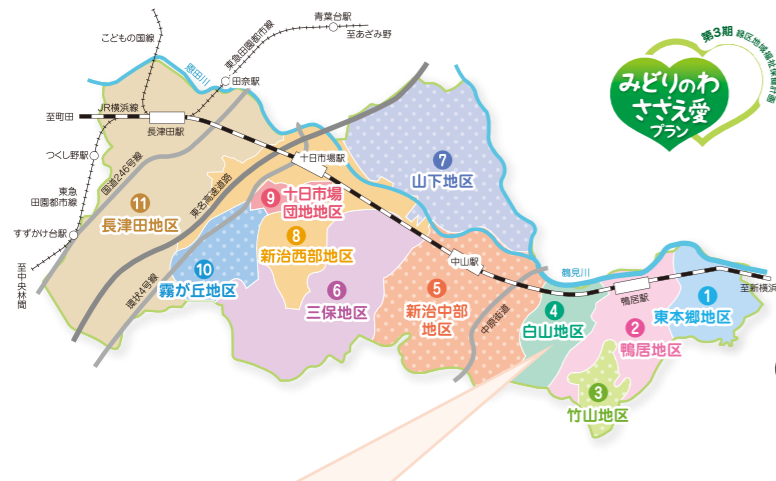 青葉台駅
至あざみ野
こどもの国線
東急田園都市線
恩田川
田奈駅
第3期 緑区地域福祉保健計画
みどりのわ
ささえ愛
プラン
JR横浜線
至町田
長津田駅
つくし野駅
国道246号線
東急
田園都市線
すずかけ台駅
至中央林間
11
長津田地区
東名高速道路
十日市場駅
7
山下地区
9
十日市場
団地地区
8
新治西部地区
10
霧が丘地区
環状4号線
6
三保地区
中山駅
鶴見川
5
新治中部
地区
中原街道
4
白山地区
鴨居駅
2
鴨居地区
1
東本郷地区
至新横浜
3
竹山地区